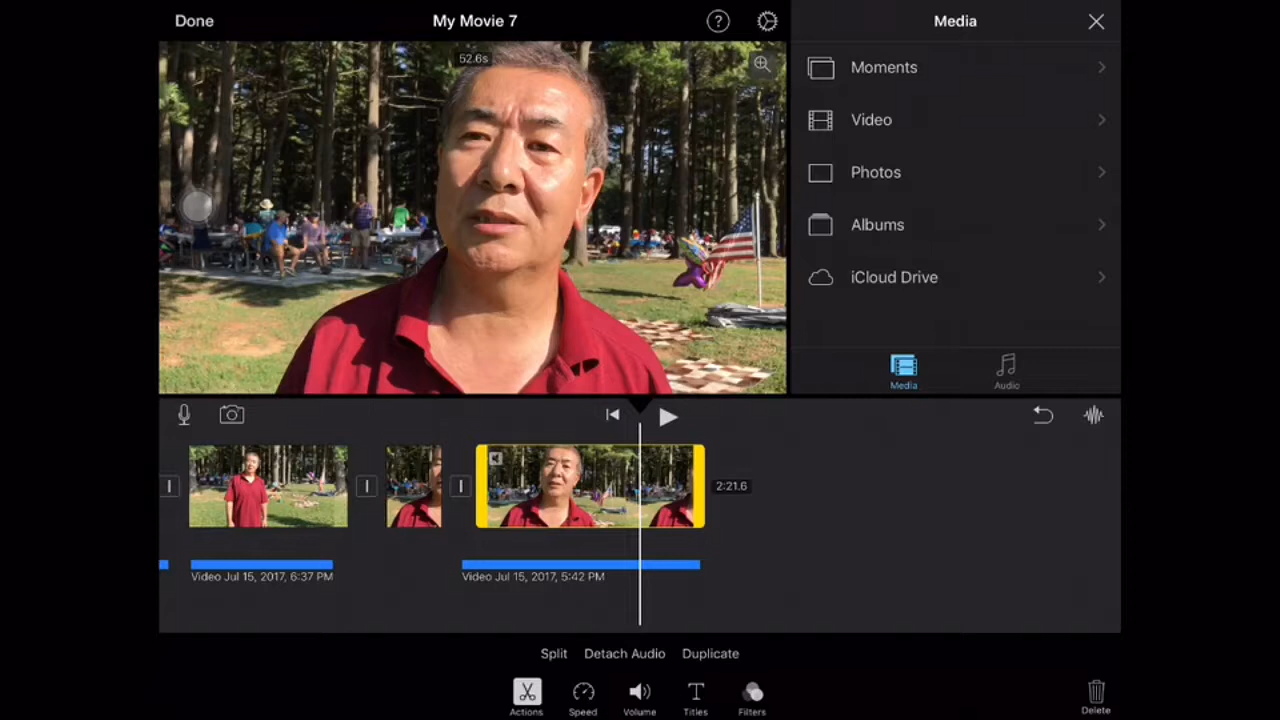 Done
My Movie 7
?
Media
52.6s
Moments
Video
Photos
Albums
iCloud Drive
Media
Audio
2:21.6
Video Jul 15, 2017, 6:37 PM
Video Jul 15, 2017, 5:42 PM
Split
Detach Audio
Duplicate
Actions
Speed
Volume
T
Titles
Filters
Delete